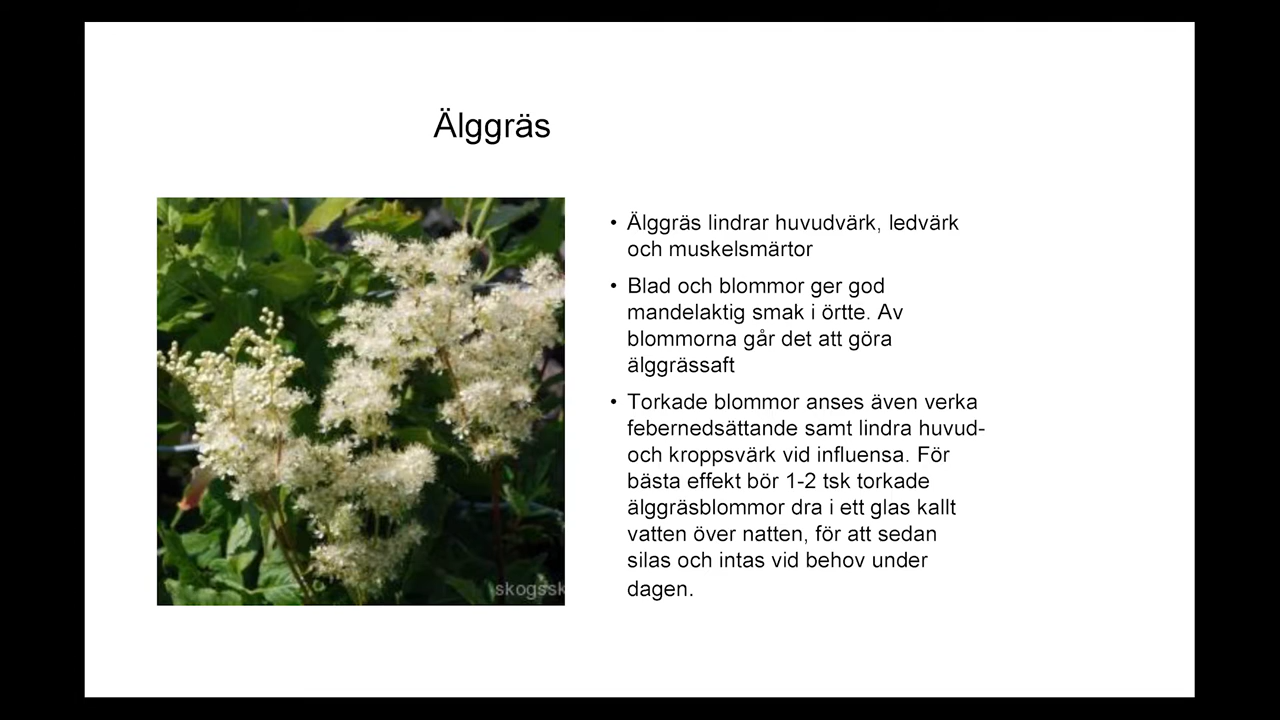 Älggräs
• Älggräs lindrar huvudvärk, ledvärk
och muskelsmärtor
• Blad och blommor ger god
mandelaktig smak i örtte. Av
blommorna går det att göra
älggrässaft
• Torkade blommor anses även verka
febernedsättande samt lindra huvud-
och kroppsvärk vid influensa. För
bästa effekt bör 1-2 tsk torkade
älggräsblommor dra i ett glas kallt
vatten över natten, för att sedan
silas och intas vid behov under
dagen.
skogssk